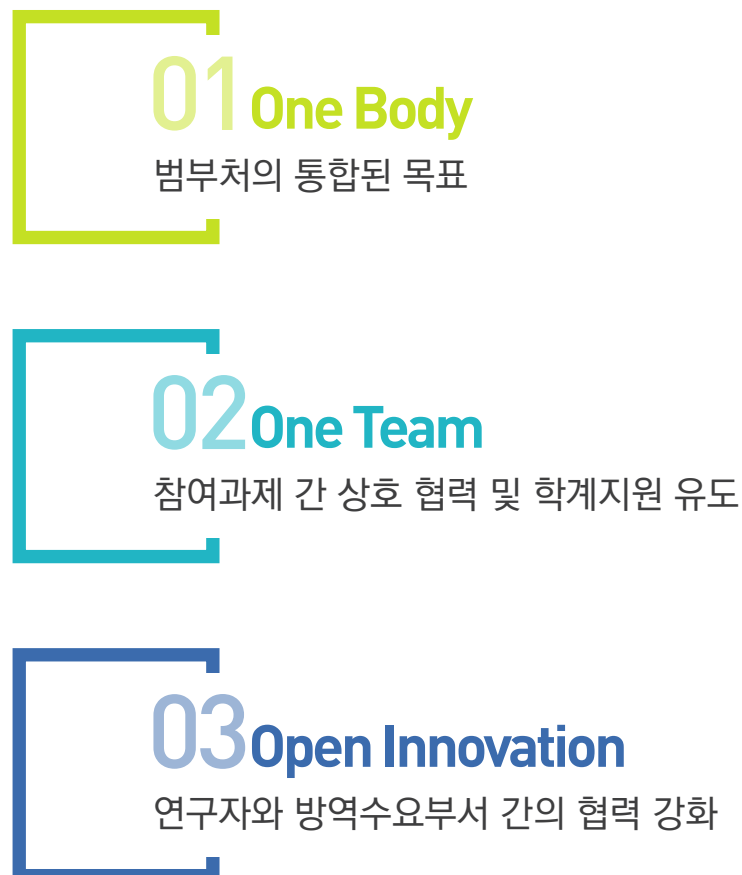 01 One Body
범부처의 통합된 목표
02 One Team
참여과제 간 상호 협력 및 학계지원 유도
03 Open Innovation
연구자와 방역수요부서 간의 협력 강화